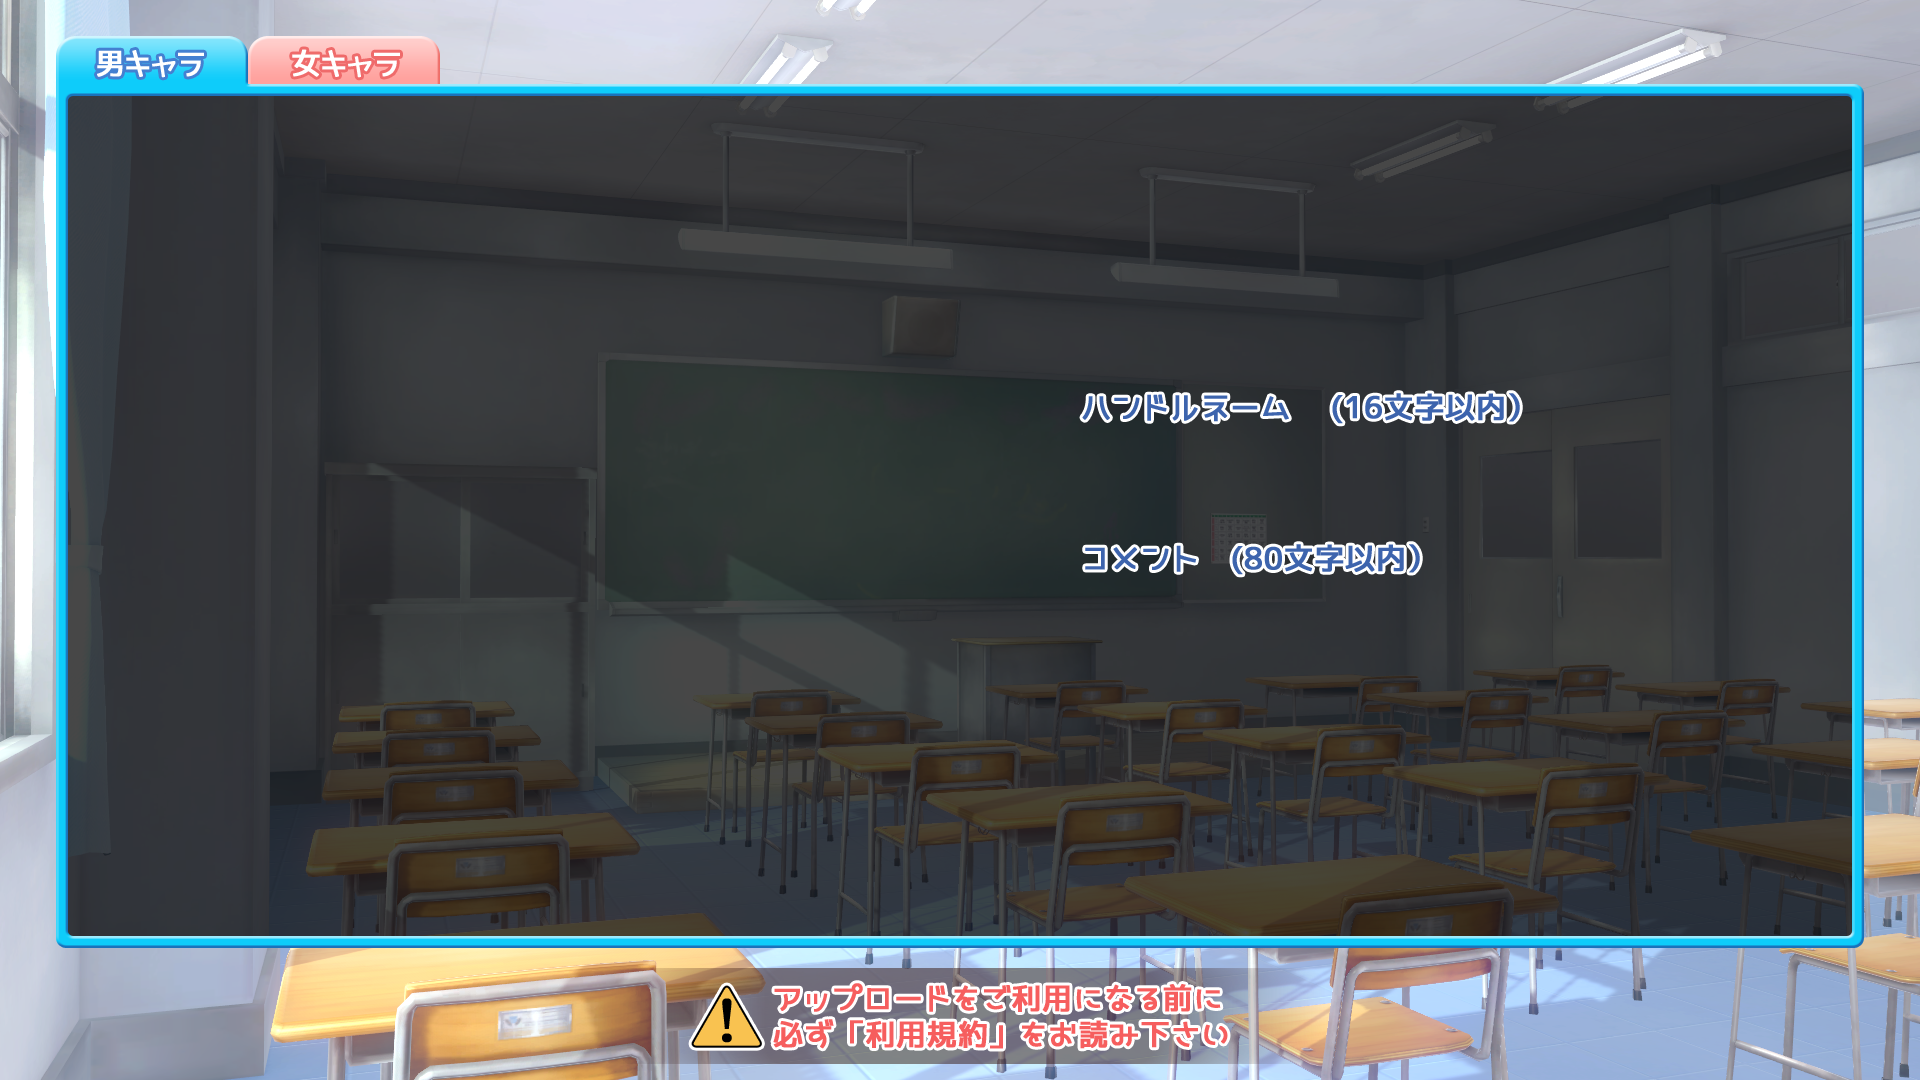 男キャラ
女キャラ
ハンドルネーム (16文字以内)
コメント (80文字以内)
アップロードをご利用になる前に
必ず「利用規約」をお読み下さい